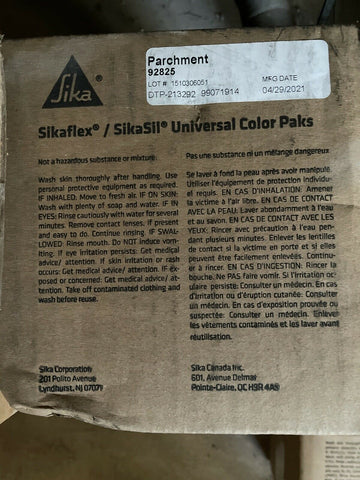 Parchment
92825
LOT # 1510306051
MFG DATE
DTP-213292 99071914
04/29/2021
Sika®
Sikaflex® / SikaSil® Universal Color Paks
Not a hazardous substance or mixture.
Wash skin thoroughly after handling. Use
personal protective equipment as required.
IF INHALED: Move to fresh air. IF ON SKIN:
Wash with plenty of soap and water. IF IN
EYES: Rinse cautiously with water for several
minutes. Remove contact lenses, if present
and easy to do. Continue rinsing. IF SWAL-
LOWED: Rinse mouth. Do NOT induce vomi-
ting. If eye irritation persists: Get medical
advice/ attention. If skin irritation or rash
occurs: Get medical advice/ attention. IF ex-
posed or concerned: Get medical advice/ at-
tention. Take off contaminated clothing and
wash before reuse.
Pas une substance ni un mélange dangereux
Se laver à fond la peau après avoir manipulé.
Utiliser l'équipement de protection individuel
requis. EN CAS D'INHALATION: Amener
la victime à l'air libre. EN CAS DE CONTACT
AVEC LA PEAU: Laver abondamment à l'eau
et au savon. EN CAS DE CONTACT AVEC LES
YEUX: Rincer avec précaution à l'eau pen-
dant plusieurs minutes. Enlever les lentilles
de contact si la victime en porte et si elles
peuvent être facilement enlevées. Continu-
er à rincer. EN CAS D'INGESTION: Rincer la
bouche. Ne PAS faire vomir. Si l'irritation oc-
ulaire persiste: Consulter un médecin. En cas
d'irritation ou d'éruption cutanée: Consulter
un médecin. En cas d'exposition prouvée ou
suspectée: Consulter un médecin. Enlever
les vêtements contaminés et les laver avant
réutilisation.
Sika Corporation
201 Polito Avenue
Lyndhurst, NJ 07071
Sika Canada Inc.
601, Avenue Delmar
Pointe-Claire, QC H9R 4A9